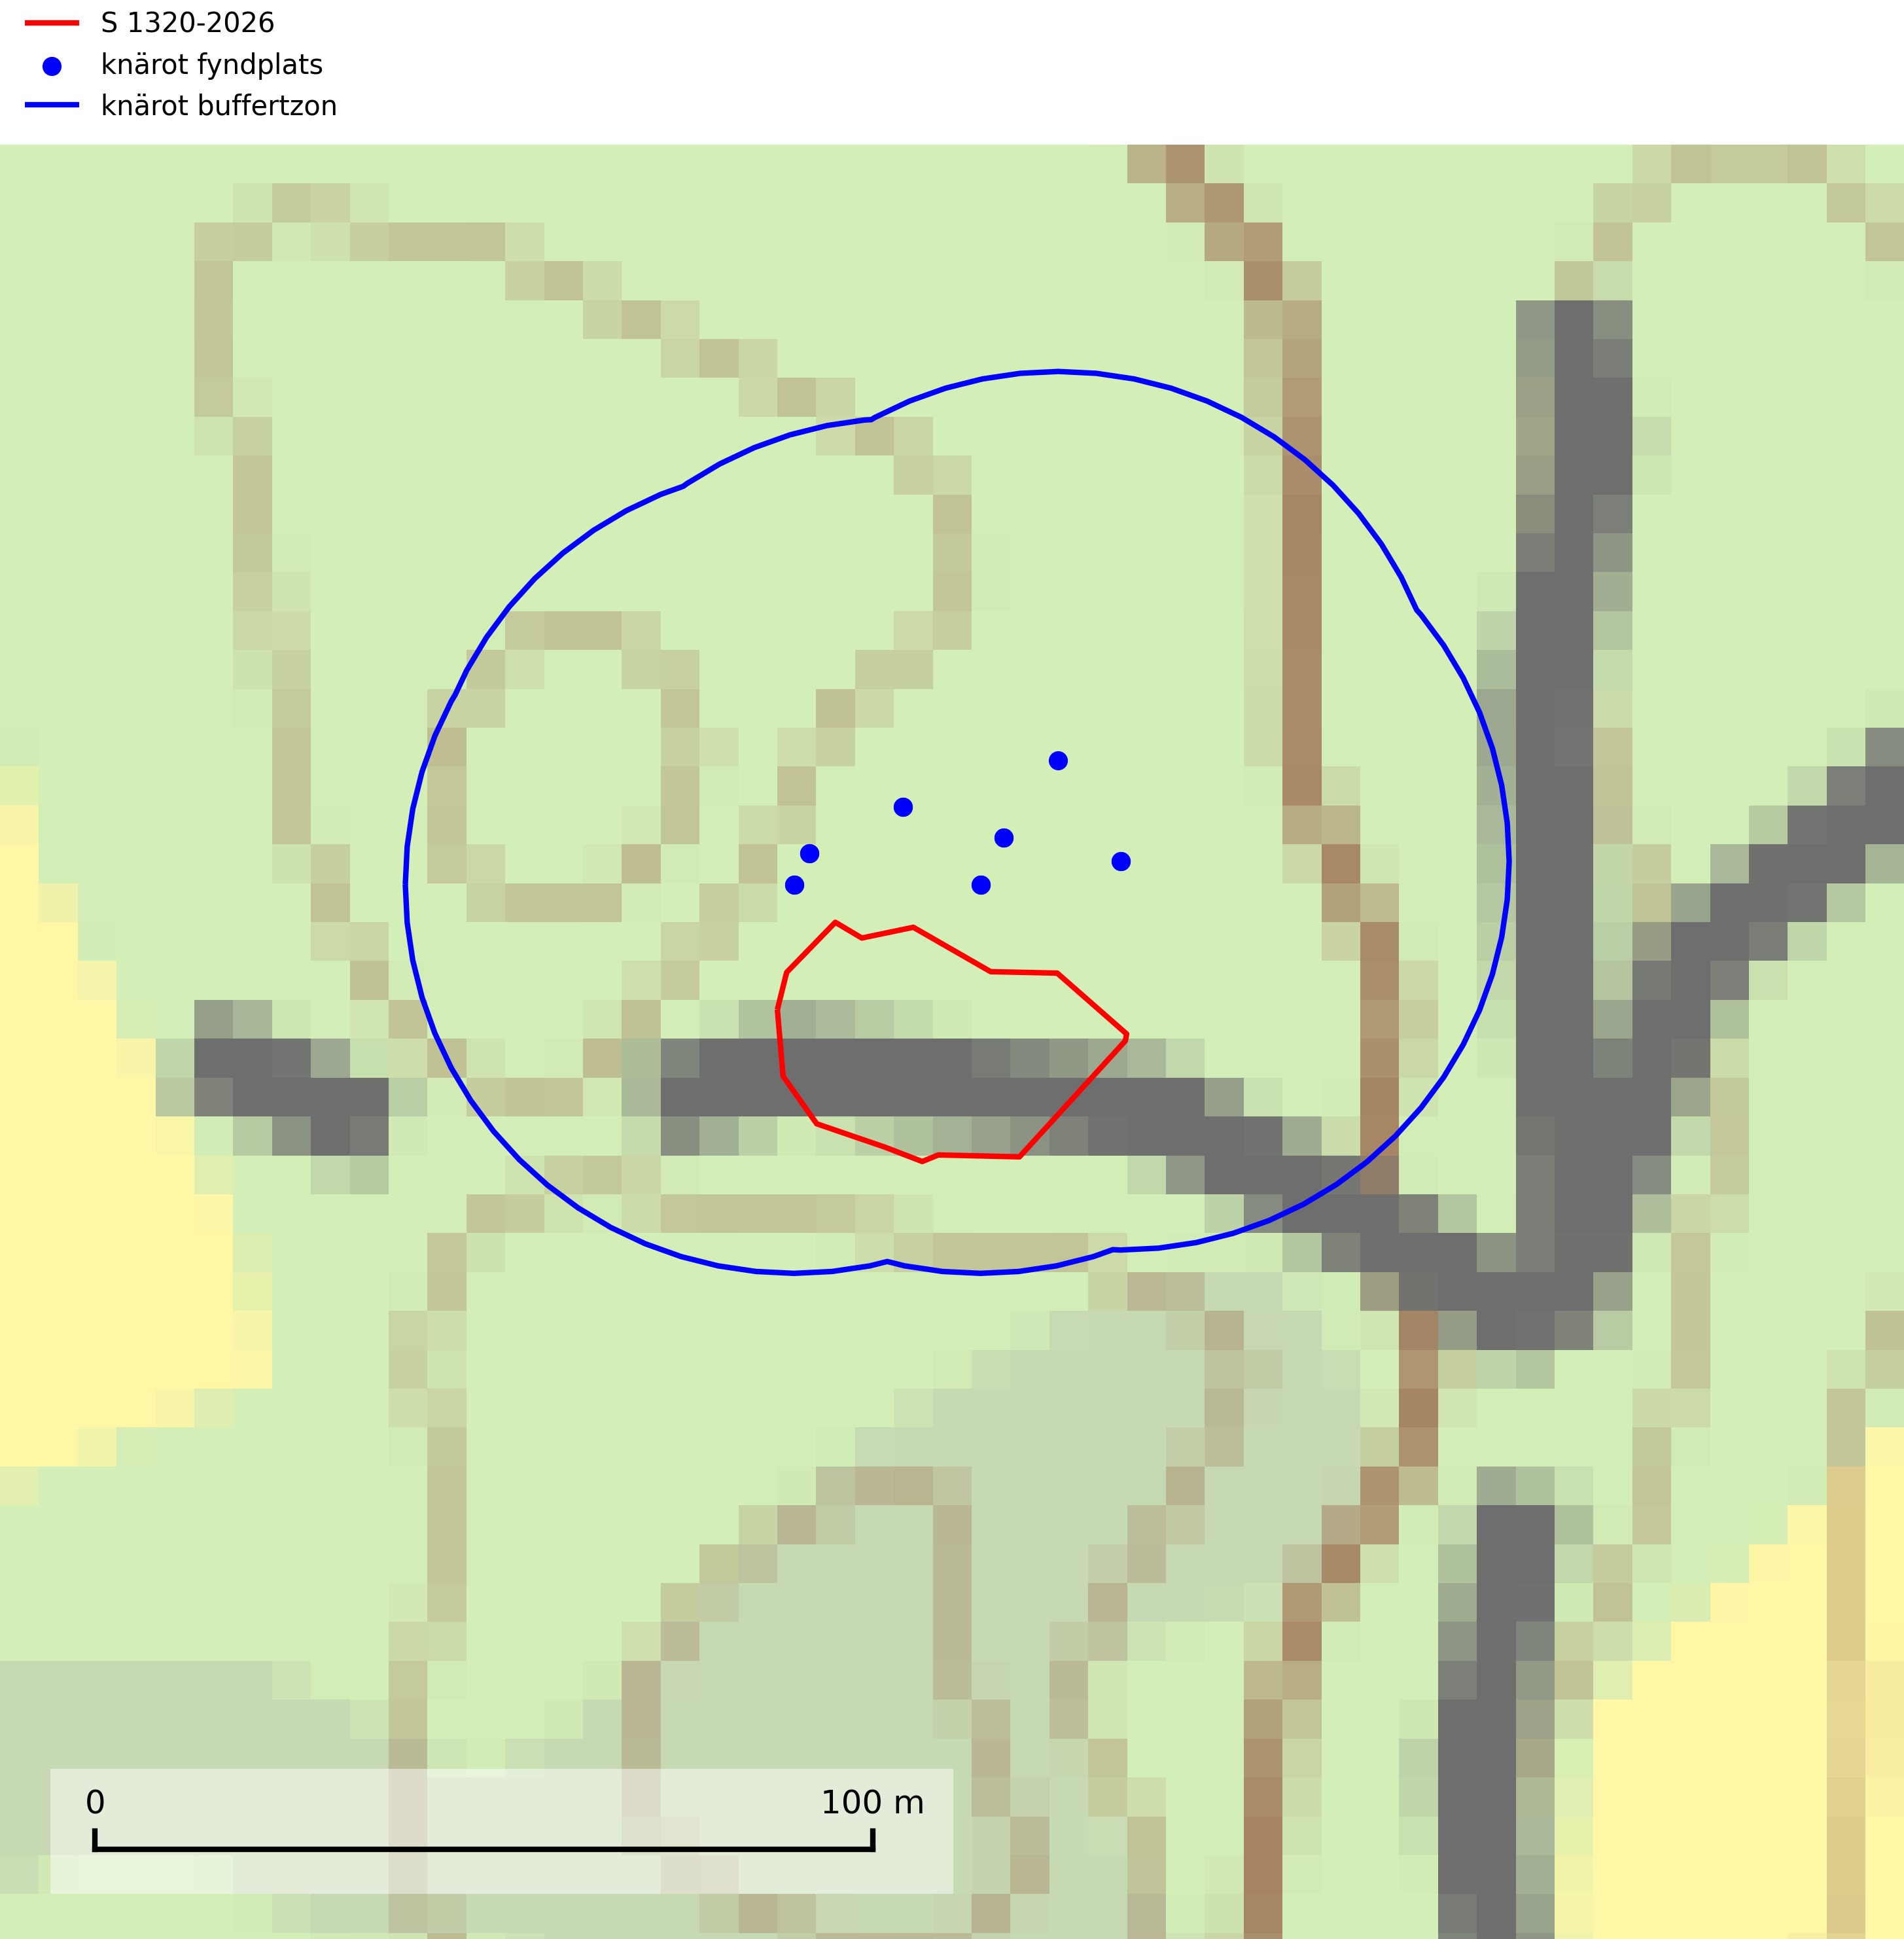 S 1320-2026
knärot fyndplats
knärot buffertzon
0 100 m